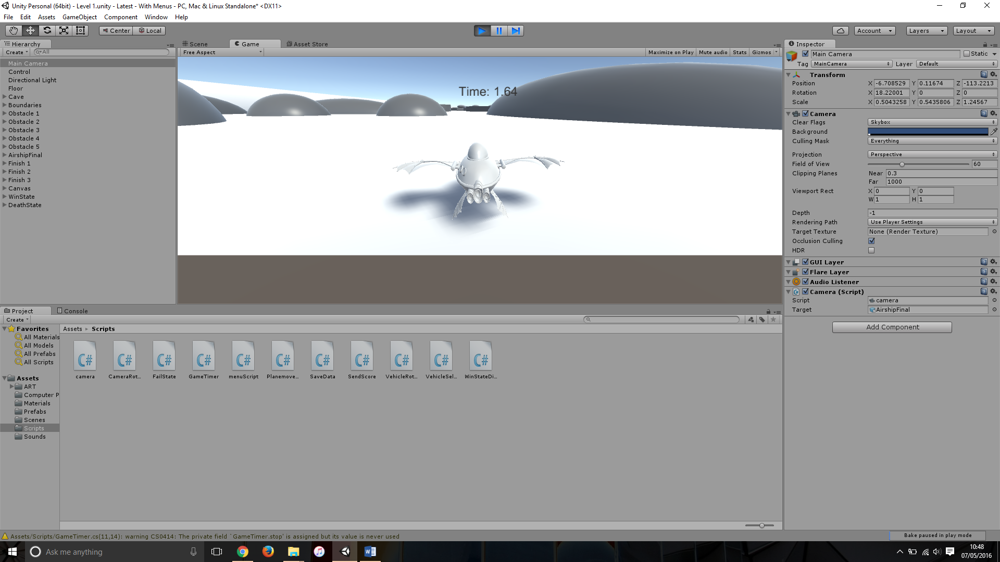 Unity Personal (64bit) - Level 1.unity - Latest - With Menus - PC, Mac & Linux Standalone* <DX11>
File Edit Assets GameObject Component Window Help
Center Local
Account Layers Layout
Hierarchy
Create All
Main Camera
Control
Directional Light
Floor
Cave
Boundaries
Obstacle 1
Obstacle 2
Obstacle 3
Obstacle 4
Obstacle 5
AirshipFinal
Finish 1
Finish 2
Finish 3
Canvas
WinState
DeathState
Scene Game Asset Store
Free Aspect Maximize on Play Mute audio Stats Gizmos
Time: 1.64
Inspector
Main Camera Static
Tag MainCamera Layer Default
Transform
Position X -6.708529 Y 0.11674 Z -113.2213
Rotation X 18.22001 Y 0 Z 0
Scale X 0.5043258 Y 0.5435806 Z 1.24567
Camera
Clear Flags Skybox
Background
Culling Mask Everything
Projection Perspective
Field of View 60
Clipping Planes Near 0.3
Far 1000
Viewport Rect X 0 Y 0
W 1 H 1
Depth -1
Rendering Path Use Player Settings
Target Texture None (Render Texture)
Occlusion Culling
HDR
GUI Layer
Flare Layer
Audio Listener
Camera (Script)
Script camera
Target AirshipFinal
Add Component
Project Console
Create
Favorites
All Materials
All Models
All Prefabs
All Scripts
Assets
ART
Computer P
Materials
Prefabs
Scenes
Scripts
Sounds
Assets Scripts
C# C# C# C# C# C# C# C# C# C# C#
camera CameraRot... FailState GameTimer menuScript Planemove... SaveData SendScore VehicleRot... VehicleSel... WinStateDi...
Assets/Scripts/GameTimer.cs(11,14): warning CS0414: The private field `GameTimer.stop' is assigned but its value is never used
Bake paused in play mode
Ask me anything
10:48
07/05/2016